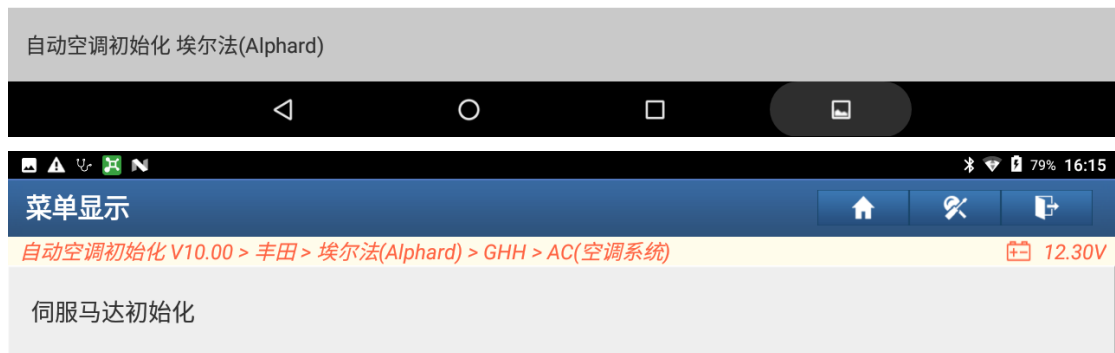 自动空调初始化 埃尔法(Alphard)
79% 16:15
菜单显示
自动空调初始化 V10.00 > 丰田 > 埃尔法(Alphard) > GHH > AC(空调系统)
12.30V
伺服马达初始化